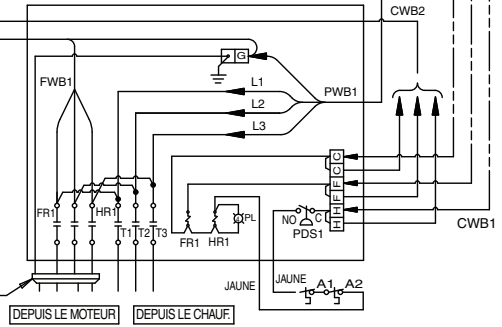 CWB2
G
FWB1
L1
PWB1
L2
L3
C
C
F
F
H
H
FR1
HR1
T1
T2
T3
PL
NO
C
PDS1
FR1
HR1
CWB1
JAUNE
JAUNE
A1
A2
DEPUIS LE MOTEUR
DEPUIS LE CHAUF.